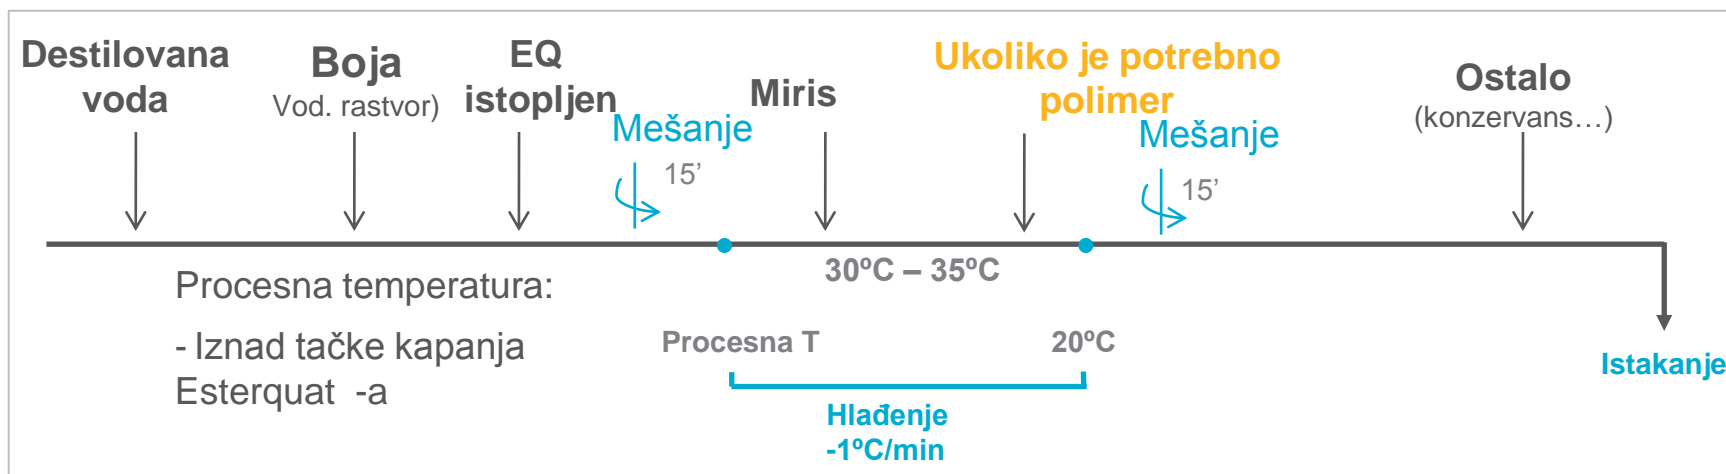 Destilovana
voda
Boja
Vod. rastvor)
EQ
istopljen
Mešanje
15’
Miris
Ukoliko je potrebno
polimer
Mešanje
15’
Ostalo
(konzervans…)
30ºC – 35ºC
Procesna temperatura:
- Iznad tačke kapanja
Esterquat -a
Procesna T
20ºC
Hlađenje
-1ºC/min
Istakanje